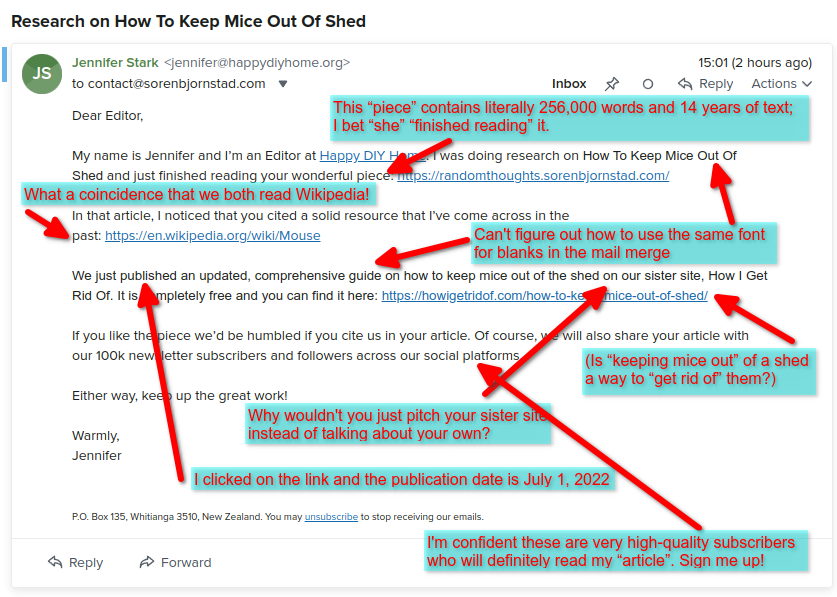 Research on How To Keep Mice Out Of Shed
JS
Jennifer Stark <jennifer@happydiyhome.org>
15:01 (2 hours ago)
to contact@sorenbjornstad.com
Inbox
Reply
Actions
Dear Editor,
This “piece” contains literally 256,000 words and 14 years of text;
I bet “she” “finished reading” it.
My name is Jennifer and I'm an Editor at Happy DIY Home. I was doing research on How To Keep Mice Out Of
Shed and just finished reading your wonderful piece: https://randomthoughts.sorenbjornstad.com/
What a coincidence that we both read Wikipedia!
In that article, I noticed that you cited a solid resource that I've come across in the
past: https://en.wikipedia.org/wiki/Mouse
Can't figure out how to use the same font
for blanks in the mail merge
We just published an updated, comprehensive guide on how to keep mice out of the shed on our sister site, How I Get
Rid Of. It is completely free and you can find it here: https://howigetridof.com/how-to-keep-mice-out-of-shed/
If you like the piece we'd be humbled if you cite us in your article. Of course, we will also share your article with
our 100k newsletter subscribers and followers across our social platforms.
(Is “keeping mice out” of a shed
a way to “get rid of” them?)
Either way, keep up the great work!
Why wouldn't you just pitch your sister site
instead of talking about your own?
Warmly,
Jennifer
I clicked on the link and the publication date is July 1, 2022
P.O. Box 135, Whitianga 3510, New Zealand. You may unsubscribe to stop receiving our emails.
I'm confident these are very high-quality subscribers
who will definitely read my “article”. Sign me up!
Reply
Forward